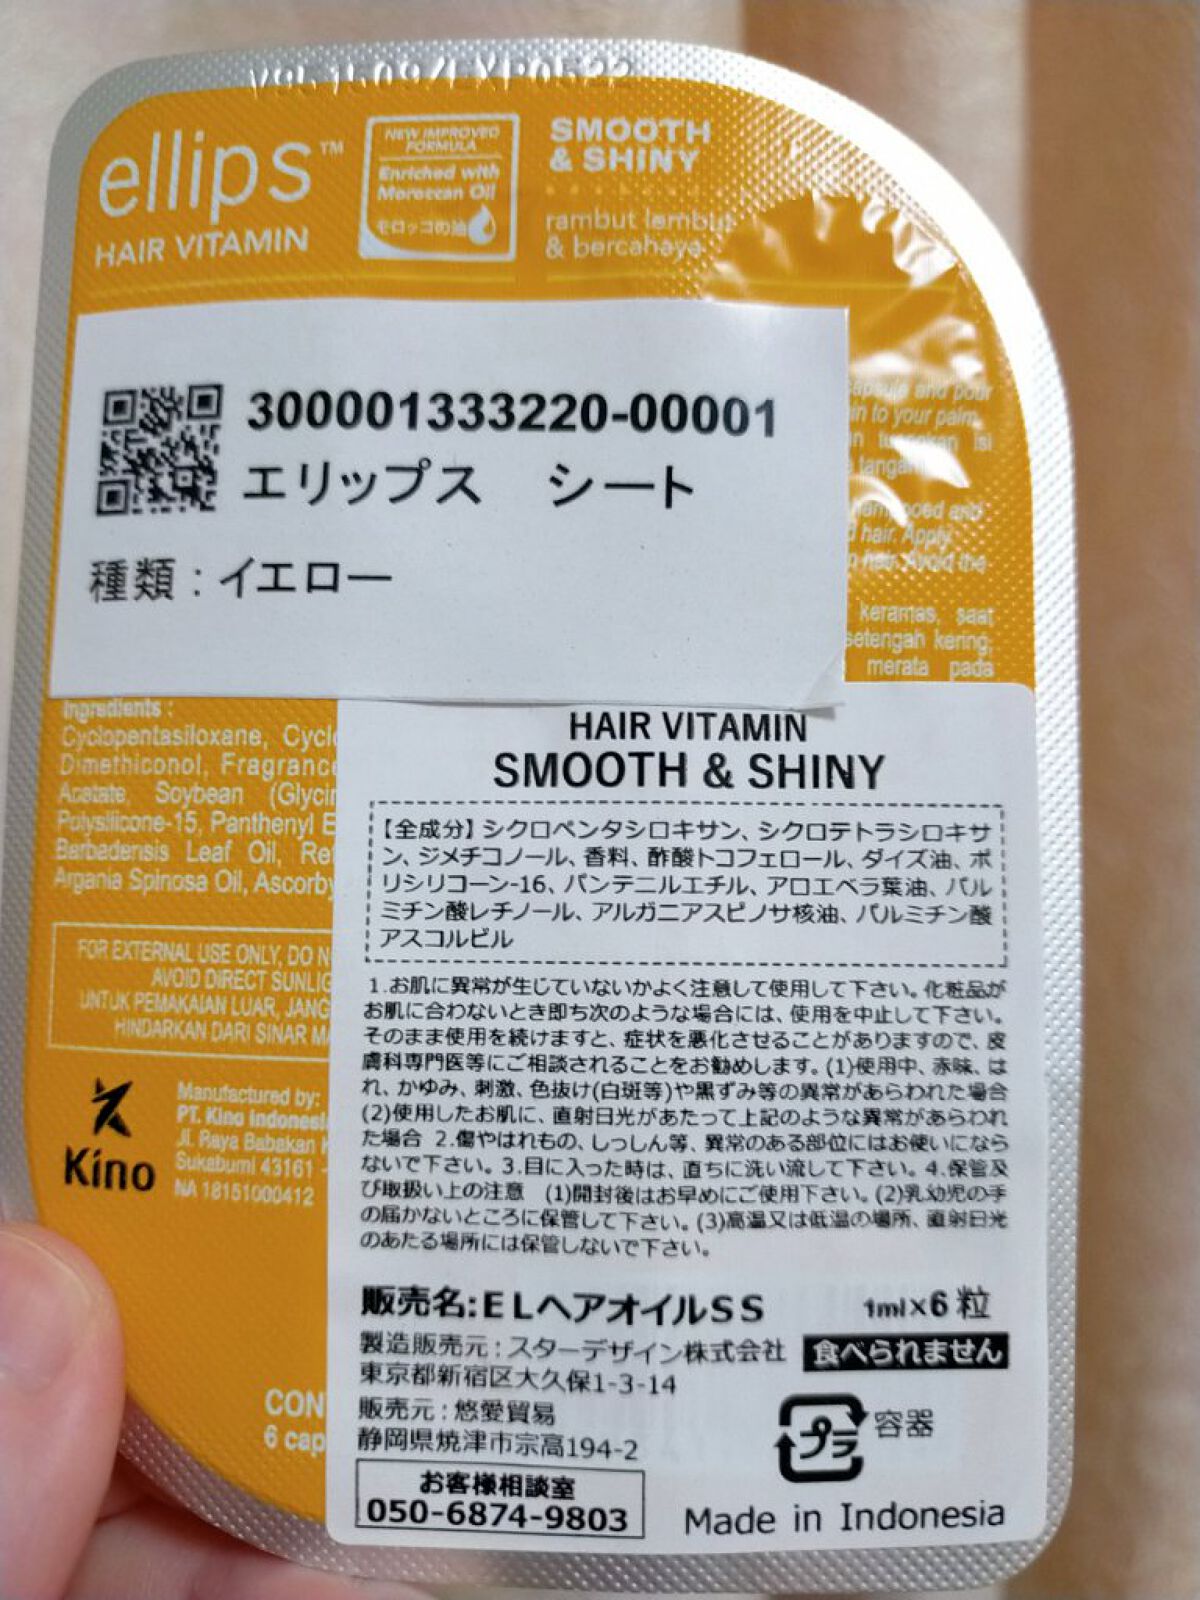 ellips™
HAIR VITAMIN
NEW IMPROVED
FORMULA
Enriched with
Moroccan Oil
モロッコの油
SMOOTH
& SHINY
rambut lembut
& bercahaya
300001333220-00001
エリップス シート
種類：イエロー
and pour
in to your palm
isi
tangan
and
hair. Apply
hair. Avoid the
keramas, saat
setengah kering,
merata pada
Ingredients :
Cyclopentasiloxane,
Dimethiconol, Fragrance
Acetate, Soybean
Polysilicone-15, Panthenyl
Barbadensis Leaf Oil,
Argania Spinosa Oil,
FOR EXTERNAL USE ONLY, DO
AVOID DIRECT
UNTUK PEMAKAIAN LUAR,
HINDARKAN DARI SINAR
Kino
Manufactured by:
PT. Kino Indonesia
Jl. Raya Babakan
Sukabumi 43161 -
NA 18151000412
6
HAIR VITAMIN
SMOOTH & SHINY
【全成分】シクロペンタシロキサン、シクロテトラシロキサ
ン、ジメチコノール、香料、酢酸トコフェロール、ダイズ油、ポ
リシリコーン-16、パンテニルエチル、アロエベラ葉油、パル
ミチン酸レチノール、アルガニアスピノサ核油、パルミチン酸
アスコルビル
1.お肌に異常が生じていないかよく注意して使用して下さい。化粧品が
お肌に合わないとき即ち次のような場合には、使用を中止して下さい。
そのまま使用を続けますと、症状を悪化させることがありますので、皮
膚科専門医等にご相談されることをお勧めします。(1)使用中、赤味、は
れ、かゆみ、刺激、色抜け(白斑等)や黒ずみ等の異常があらわれた場合
(2)使用したお肌に、直射日光があたって上記のような異常があらわれ
た場合 2.傷やはれもの、しっしん等、異常のある部位にはお使いになら
ないで下さい。3.目に入った時は、直ちに洗い流して下さい。4.保管及
び取扱い上の注意 (1)開封後はお早めにご使用下さい。(2)乳幼児の手
の届かないところに保管して下さい。(3)高温又は低温の場所、直射日光
のあたる場所には保管しないで下さい。
販売名:ELヘアオイルSS 1ml×6粒
製造販売元：スターデザイン株式会社 食べられません
東京都新宿区大久保1-3-14
販売元：悠愛貿易
静岡県焼津市宗高194-2
プラ 容器
お客様相談室
050-6874-9803
Made in Indonesia